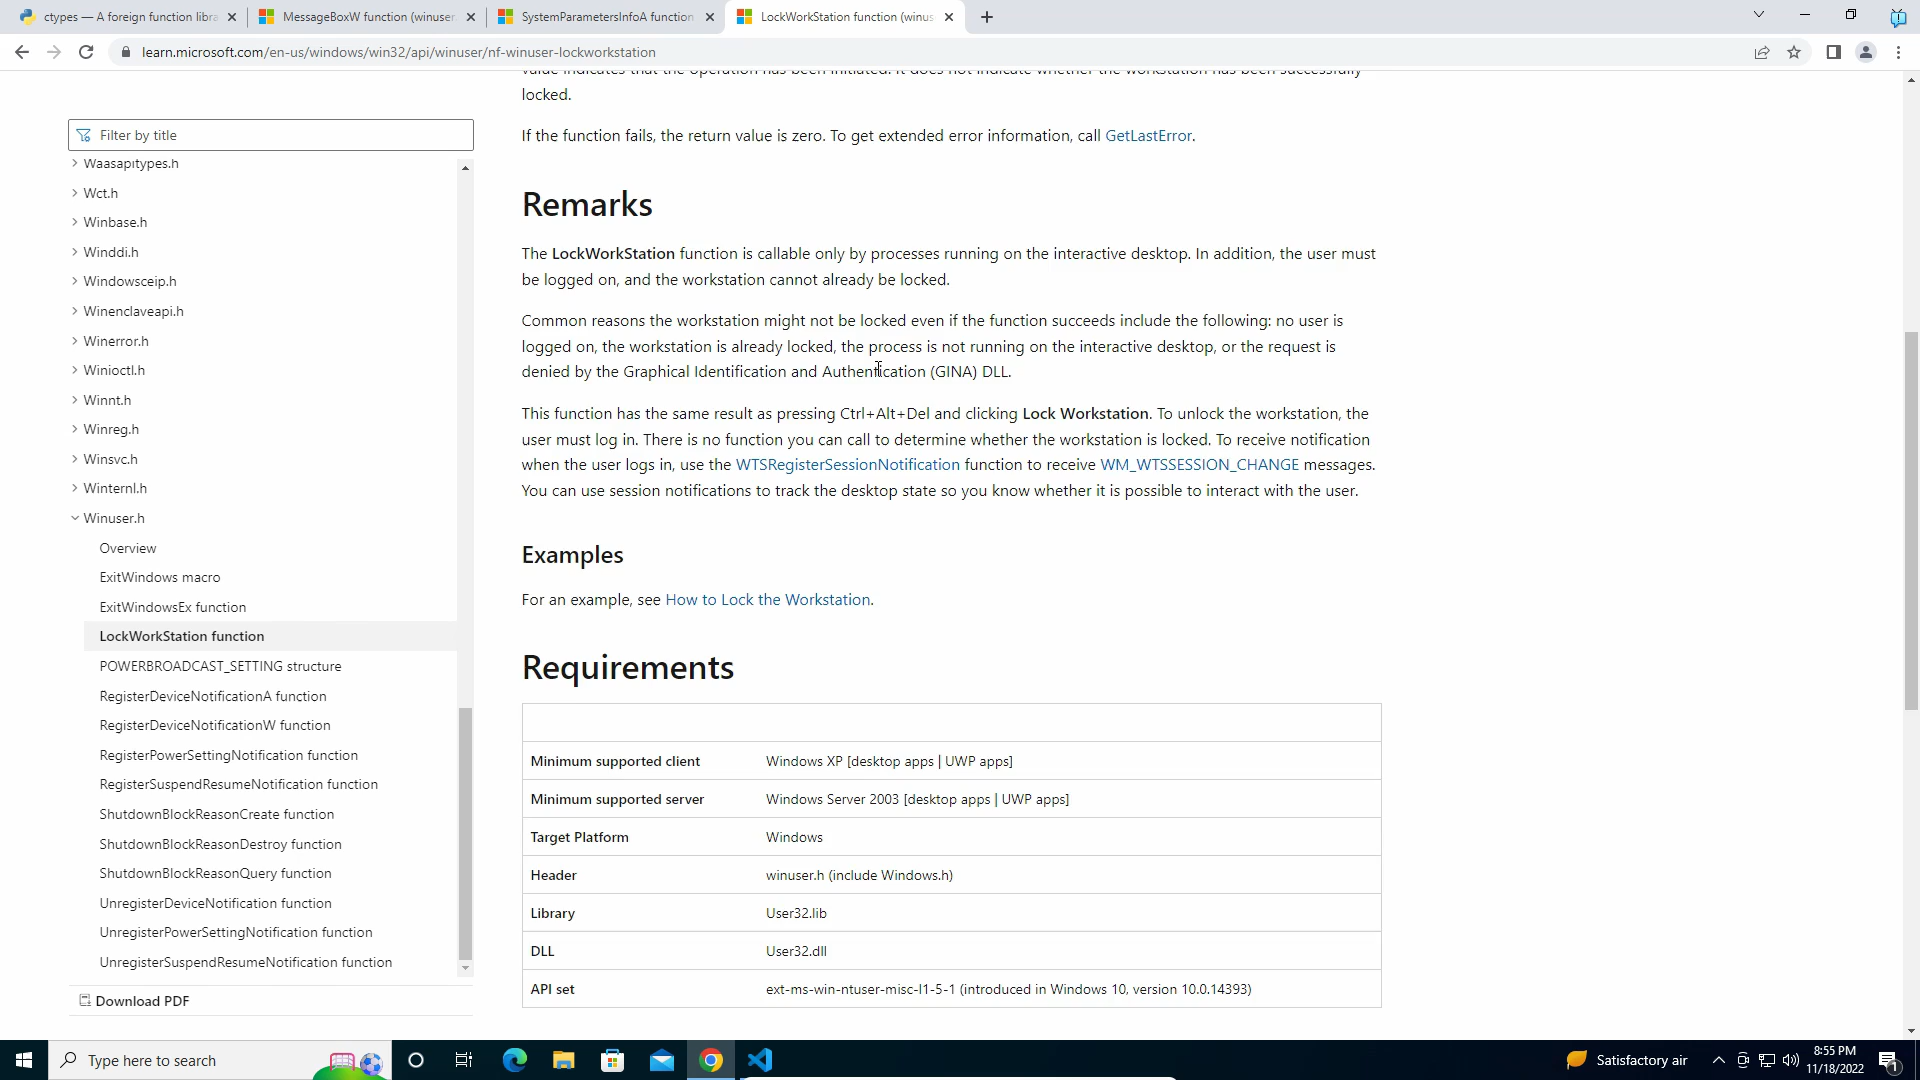 ctypes — A foreign function libra
MessageBoxW function (winuser.
SystemParametersInfoA function
LockWorkStation function (winus
learn.microsoft.com/en-us/windows/win32/api/winuser/nf-winuser-lockworkstation
value indicates that the operation has been initiated. It does not indicate whether the workstation has been successfully
locked.
If the function fails, the return value is zero. To get extended error information, call GetLastError.
Filter by title
Waasapitypes.h
Wct.h
Winbase.h
Winddi.h
Windowsceip.h
Winenclaveapi.h
Winerror.h
Winioctl.h
Winnt.h
Winreg.h
Winsvc.h
Winternl.h
Winuser.h
Overview
ExitWindows macro
ExitWindowsEx function
LockWorkStation function
POWERBROADCAST_SETTING structure
RegisterDeviceNotificationA function
RegisterDeviceNotificationW function
RegisterPowerSettingNotification function
RegisterSuspendResumeNotification function
ShutdownBlockReasonCreate function
ShutdownBlockReasonDestroy function
ShutdownBlockReasonQuery function
UnregisterDeviceNotification function
UnregisterPowerSettingNotification function
UnregisterSuspendResumeNotification function
Download PDF
Remarks
The LockWorkStation function is callable only by processes running on the interactive desktop. In addition, the user must
be logged on, and the workstation cannot already be locked.
Common reasons the workstation might not be locked even if the function succeeds include the following: no user is
logged on, the workstation is already locked, the process is not running on the interactive desktop, or the request is
denied by the Graphical Identification and Authentication (GINA) DLL.
This function has the same result as pressing Ctrl+Alt+Del and clicking Lock Workstation. To unlock the workstation, the
user must log in. There is no function you can call to determine whether the workstation is locked. To receive notification
when the user logs in, use the WTSRegisterSessionNotification function to receive WM_WTSSESSION_CHANGE messages.
You can use session notifications to track the desktop state so you know whether it is possible to interact with the user.
Examples
For an example, see How to Lock the Workstation.
Requirements
Minimum supported client Windows XP [desktop apps | UWP apps]
Minimum supported server Windows Server 2003 [desktop apps | UWP apps]
Target Platform Windows
Header winuser.h (include Windows.h)
Library User32.lib
DLL User32.dll
API set ext-ms-win-ntuser-misc-l1-5-1 (introduced in Windows 10, version 10.0.14393)
Type here to search
Satisfactory air
8:55 PM
11/18/2022
1